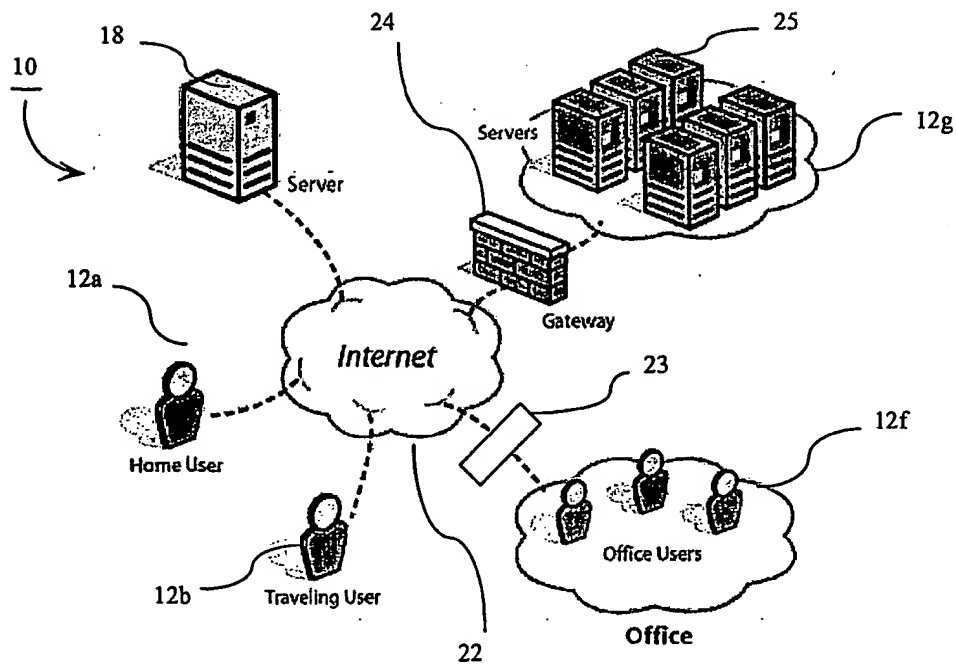 24
25
18
10
Servers
12g
Server
12a
Gateway
Internet
23
12f
Home User
Office Users
12b
Traveling User
Office
22